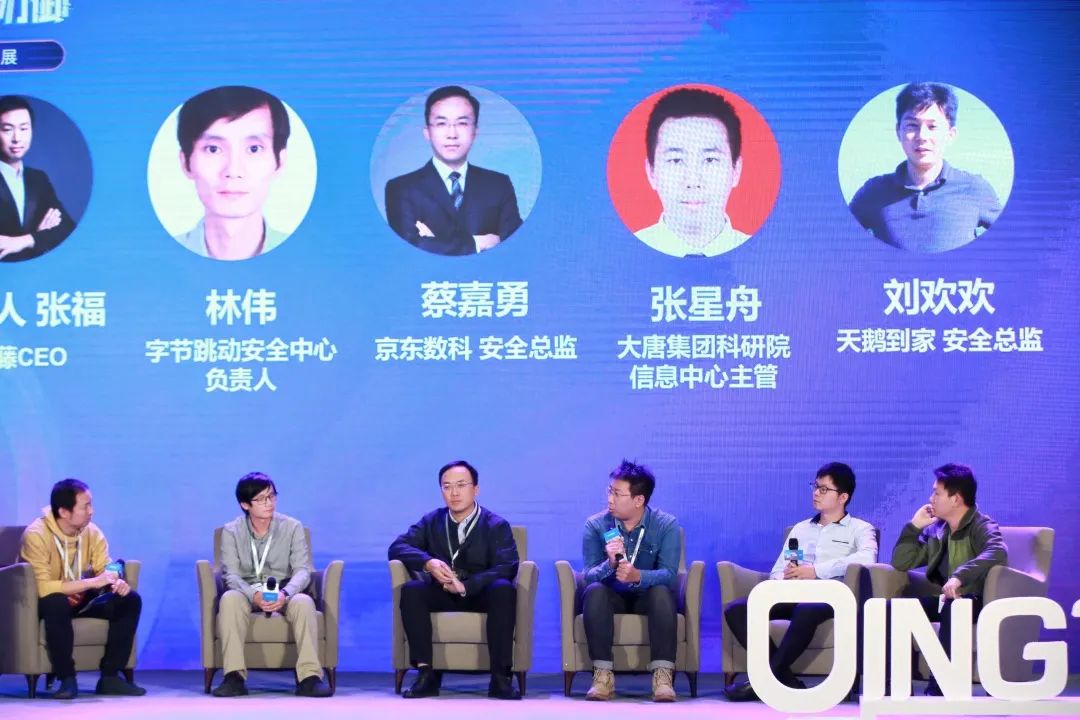 展
人 张福
藤CEO
林伟
字节跳动安全中心
负责人
蔡嘉勇
京东数科 安全总监
张星舟
大唐集团科研院
信息中心主管
刘欢欢
天鹅到家 安全总监
QING